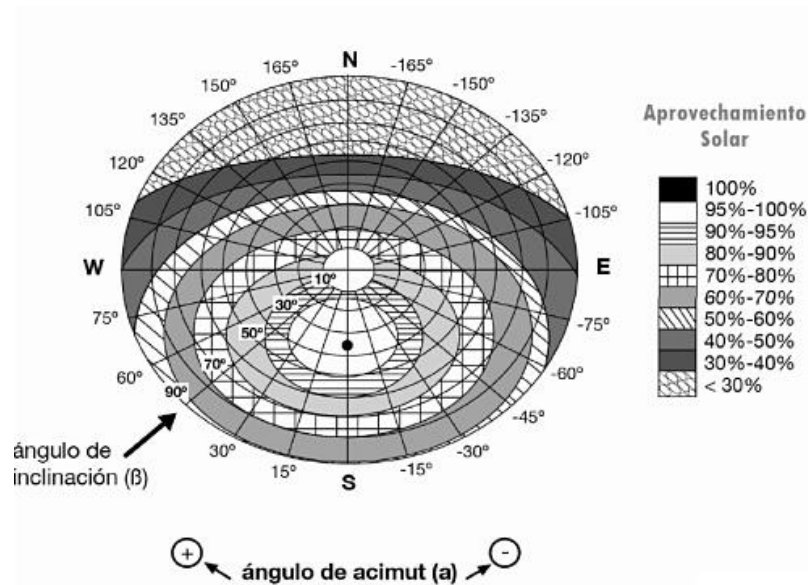 N
165º
-165º
150º
-150º
135º
-135º
120º
-120º
105º
-105º
W
E
10º
30º
50º
70º
90º
75º
-75º
60º
-60º
-45º
30º
-30º
15º
-15º
S
ángulo de
inclinación (ß)
+
ángulo de acimut (a)
-
Aprovechamiento
Solar
100%
95%-100%
90%-95%
80%-90%
70%-80%
60%-70%
50%-60%
40%-50%
30%-40%
< 30%